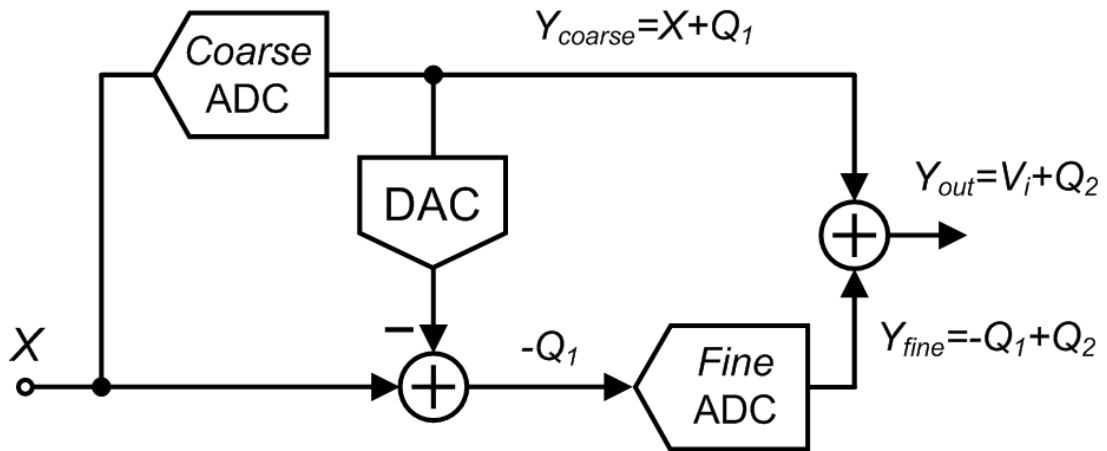 Coarse
ADC
Y_coarse=X+Q_1
DAC
Y_out=V_i+Q_2
X
−
-Q_1
Fine
ADC
Y_fine=-Q_1+Q_2